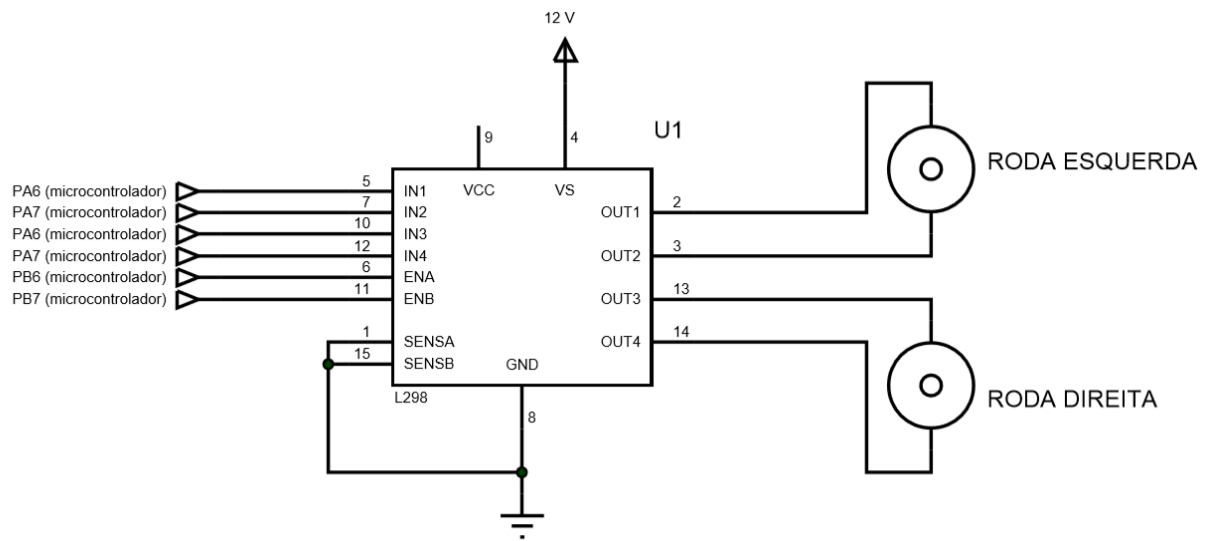 12 V
U1
9
4
VCC
VS
PA6 (microcontrolador)
5
IN1
PA7 (microcontrolador)
7
IN2
PA6 (microcontrolador)
10
IN3
PA7 (microcontrolador)
12
IN4
PB6 (microcontrolador)
6
ENA
PB7 (microcontrolador)
11
ENB
1
SENSA
15
SENSB
GND
8
L298
OUT1
2
OUT2
3
OUT3
13
OUT4
14
RODA ESQUERDA
RODA DIREITA